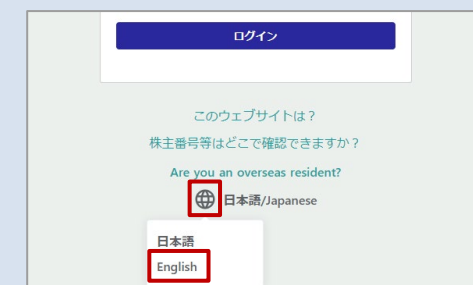 ログイン
このウェブサイトは？
株主番号等はどこで確認できますか？
Are you an overseas resident?
日本語/Japanese
日本語
English